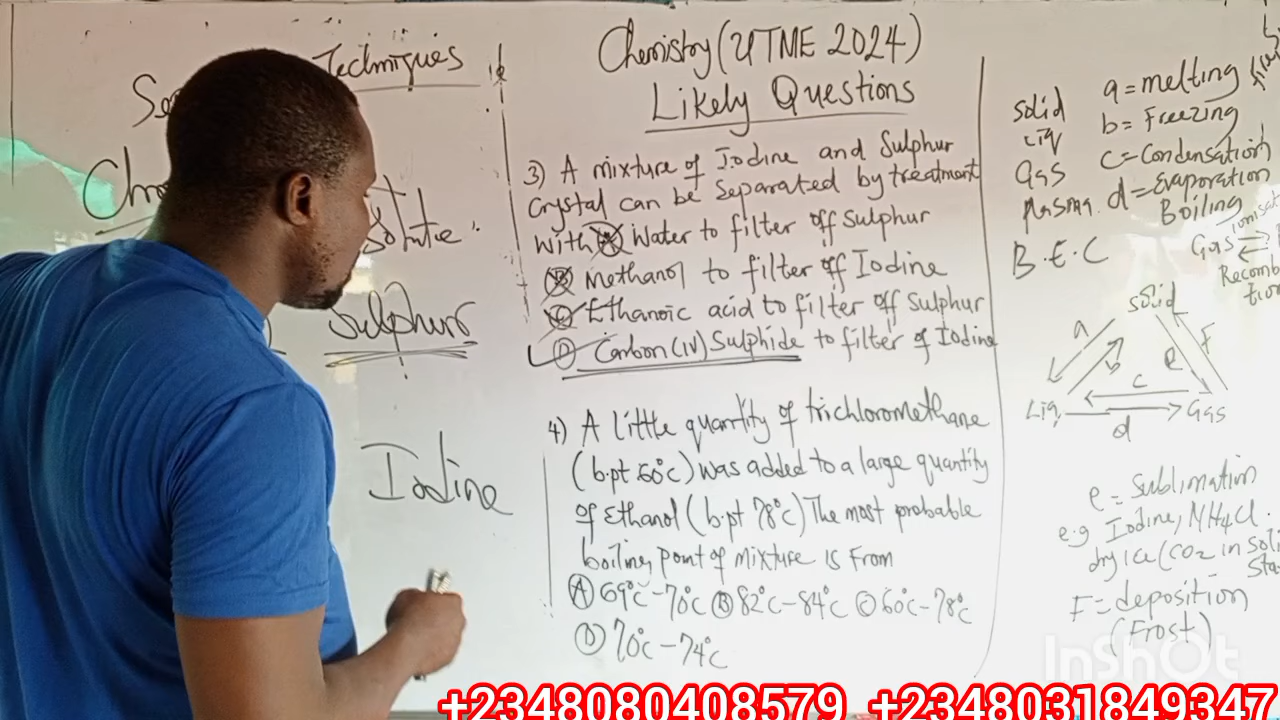 Techniques
solute
Sulphur
Iodine
Chemistry (UTME 2024)
Likely Questions
3) A mixture of Iodine and Sulphur
Crystal can be separated by treatment
with (A) Water to filter off Sulphur
(B) Methanol to filter off Iodine
(C) Ethanoic acid to filter off Sulphur
(D) Carbon(IV) Sulphide to filter of Iodine
4) A little quantity of trichloromethane
(b.pt 60°c) was added to a large quantity
of Ethanol (b.pt 78°c) The most probable
boiling point of mixture is From
(A) 69°c - 70°c (B) 82°c - 84°c (C) 60°c - 78°c
(D) 70°c - 74°c
Solid
Liq
Gas
Plasma.
B.E.C
a = melting
b = Freezing
c = Condensation
d = Evaporation
Boiling
Gas
Solid
a
b
e
F
c
Liq
Gas
d
e = Sublimation
e.g Iodine, NH4Cl.
dry ice (CO2 in
F = deposition
(Frost)
InShOt
+2348080408579 +2348031849347